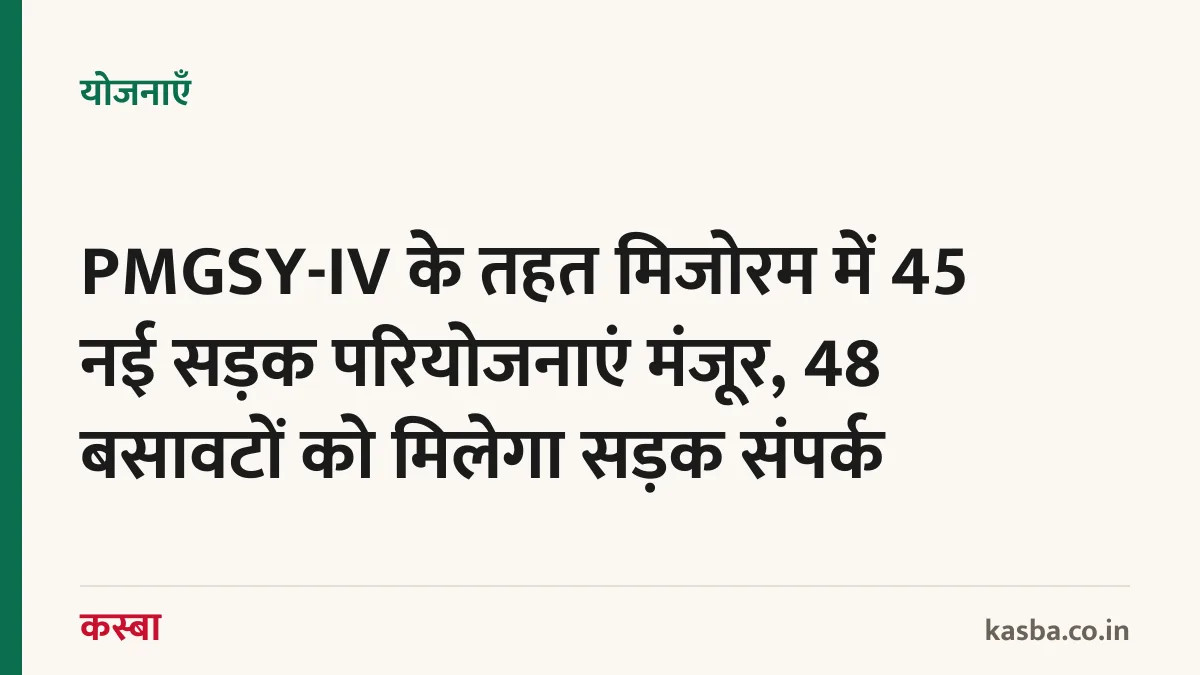 योजनाएँ
PMGSY-IV के तहत मिजोरम में 45
नई सड़क परियोजनाएं मंजूर, 48
बसावटों को मिलेगा सड़क संपर्क
कस्बा
kasba.co.in